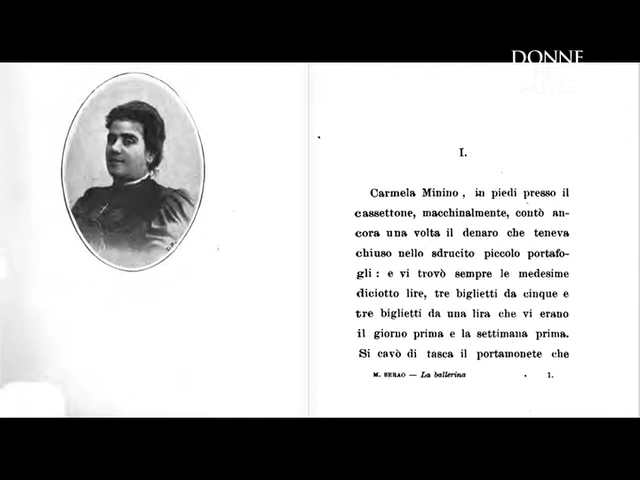 DONNE
I.
Carmela Minino, in piedi presso il
cassettone, macchinalmente, contò an-
cora una volta il denaro che teneva
chiuso nello sdrucito piccolo portafo-
gli: e vi trovò sempre le medesime
diciotto lire, tre biglietti da cinque e
tre biglietti da una lira che vi erano
il giorno prima e la settimana prima.
Si cavò di tasca il portamonete che
M. SERAO — La ballerina 1.